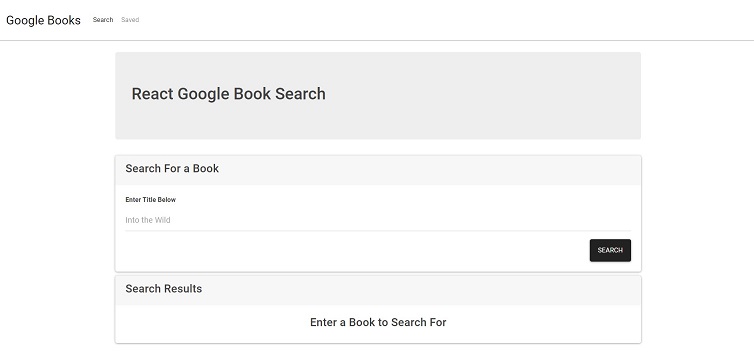 Google Books Search Saved
React Google Book Search
Search For a Book
Enter Title Below
Into the Wild
SEARCH
Search Results
Enter a Book to Search For